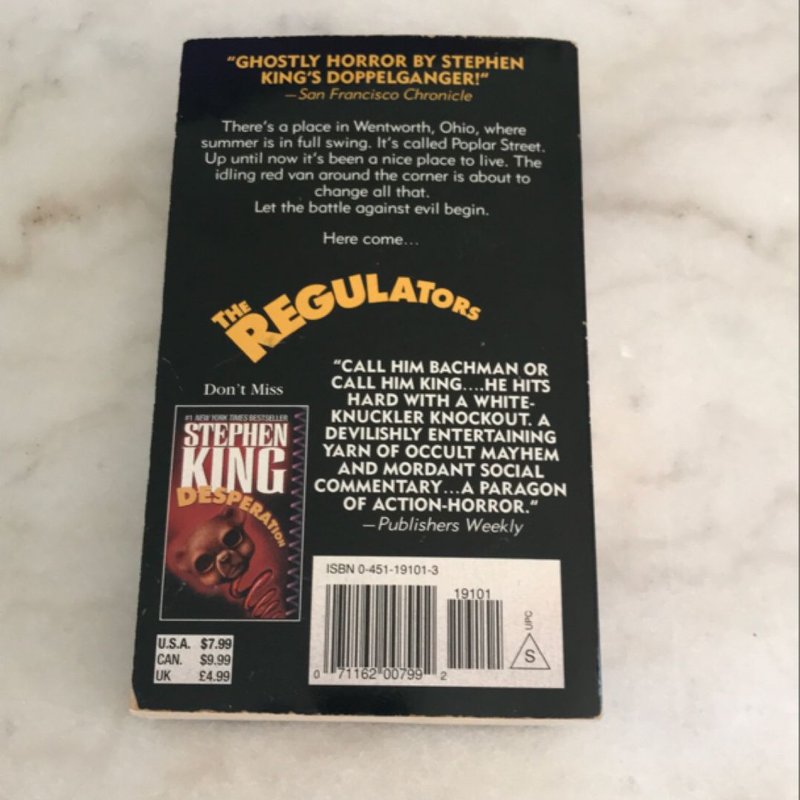 "GHOSTLY HORROR BY STEPHEN
KING'S DOPPELGANGER!"
—San Francisco Chronicle
There's a place in Wentworth, Ohio, where
summer is in full swing. It's called Poplar Street.
Up until now it's been a nice place to live. The
idling red van around the corner is about to
change all that.
Let the battle against evil begin.
Here come...
THE REGULATORS
Don't Miss
#1 NEW YORK TIMES BESTSELLER
STEPHEN
KING
DESPERATION
"CALL HIM BACHMAN OR
CALL HIM KING....HE HITS
HARD WITH A WHITE-
KNUCKLER KNOCKOUT. A
DEVILISHLY ENTERTAINING
YARN OF OCCULT MAYHEM
AND MORDANT SOCIAL
COMMENTARY...A PARAGON
OF ACTION-HORROR."
—Publishers Weekly
ISBN 0-451-19101-3
19101
0 71162 00799 2
UPC
S
U.S.A. $7.99
CAN. $9.99
UK £4.99